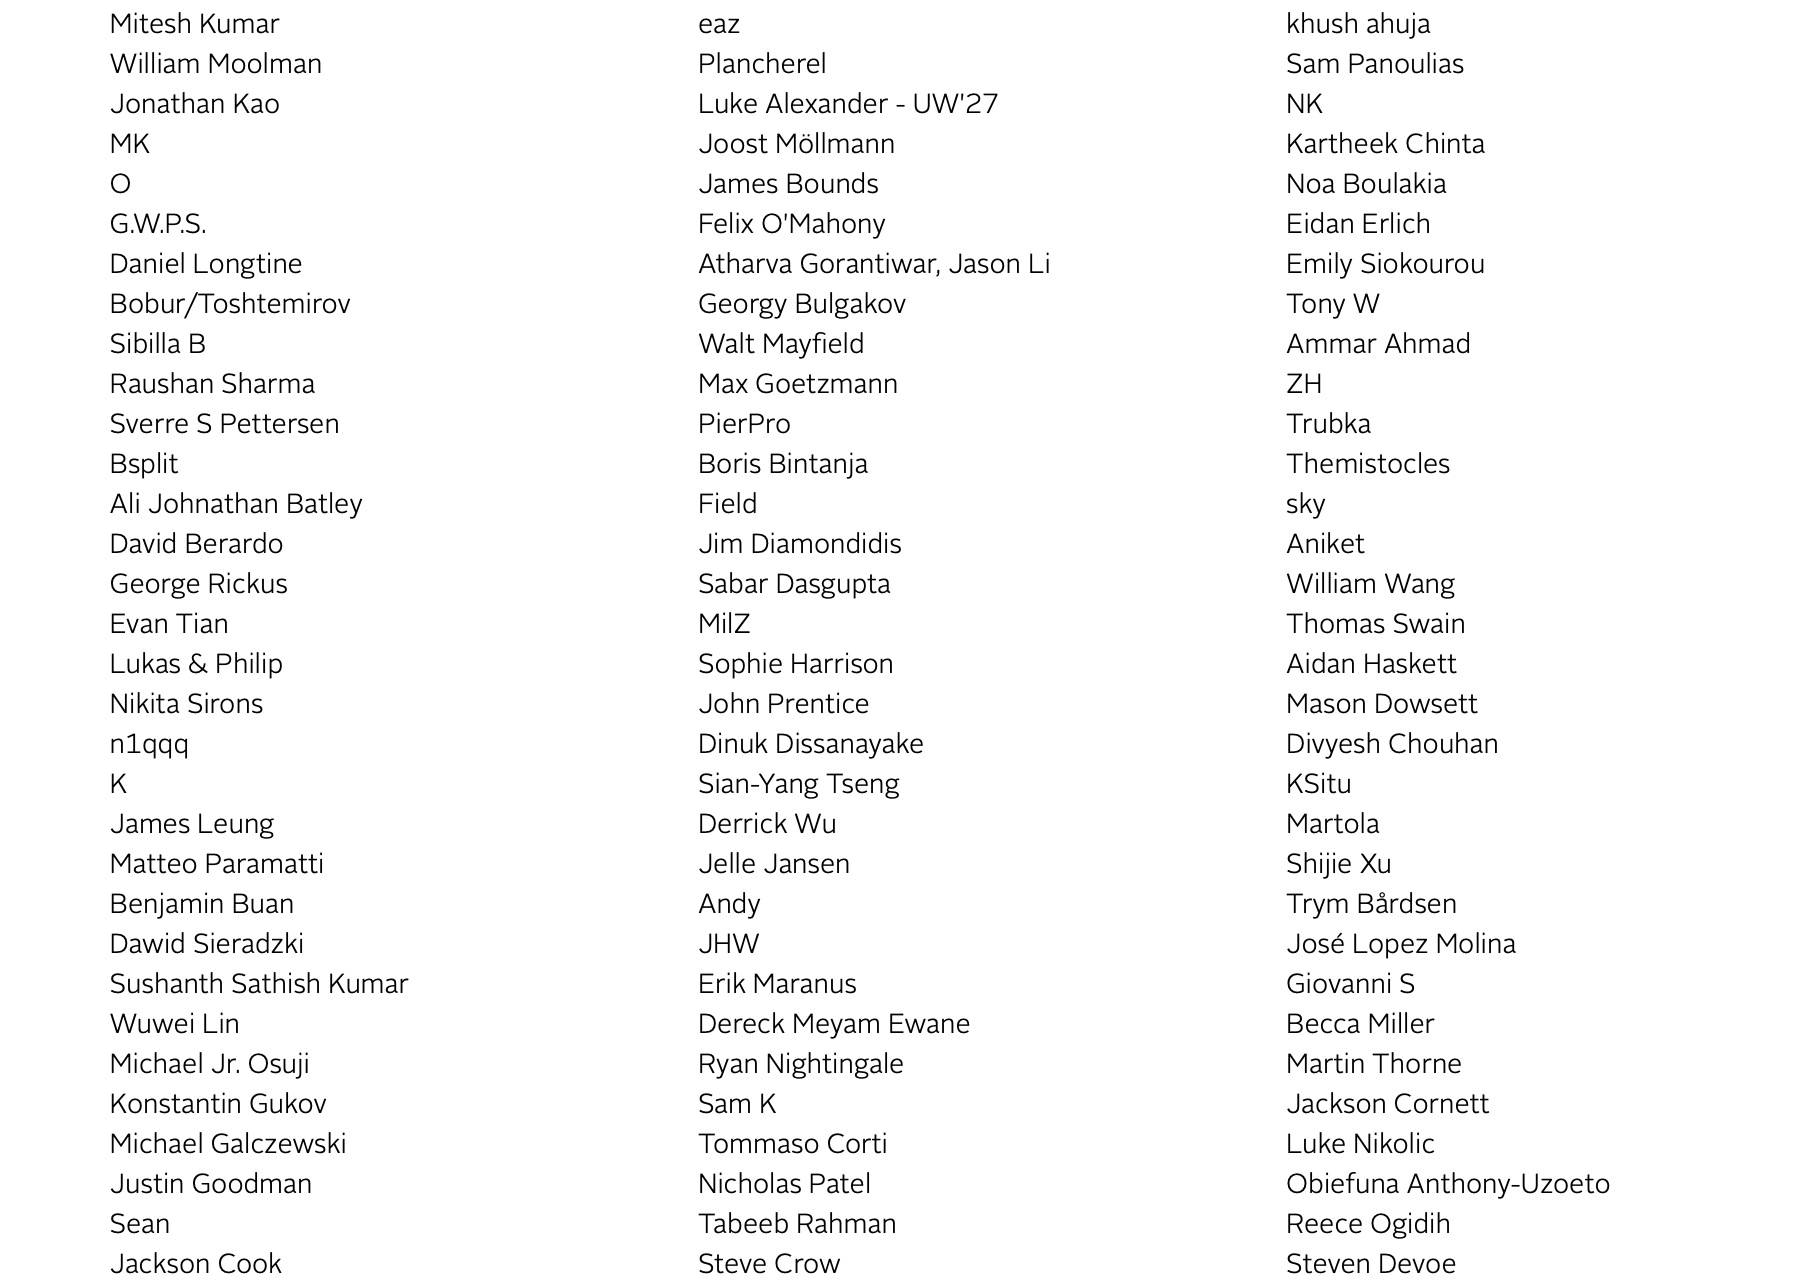 Mitesh Kumar
William Moolman
Jonathan Kao
MK
O
G.W.P.S.
Daniel Longtine
Bobur/Toshtemirov
Sibilla B
Raushan Sharma
Sverre S Pettersen
Bsplit
Ali Johnathan Batley
David Berardo
George Rickus
Evan Tian
Lukas & Philip
Nikita Sirons
n1qqq
K
James Leung
Matteo Paramatti
Benjamin Buan
Dawid Sieradzki
Sushanth Sathish Kumar
Wuwei Lin
Michael Jr. Osuji
Konstantin Gukov
Michael Galczewski
Justin Goodman
Sean
Jackson Cook
eaz
Plancherel
Luke Alexander - UW'27
Joost Möllmann
James Bounds
Felix O'Mahony
Atharva Gorantiwar, Jason Li
Georgy Bulgakov
Walt Mayfield
Max Goetzmann
PierPro
Boris Bintanja
Field
Jim Diamondidis
Sabar Dasgupta
MilZ
Sophie Harrison
John Prentice
Dinuk Dissanayake
Sian-Yang Tseng
Derrick Wu
Jelle Jansen
Andy
JHW
Erik Maranus
Dereck Meyam Ewane
Ryan Nightingale
Sam K
Tommaso Corti
Nicholas Patel
Tabeeb Rahman
Steve Crow
khush ahuja
Sam Panoulias
NK
Kartheek Chinta
Noa Boulakia
Eidan Erlich
Emily Siokourou
Tony W
Ammar Ahmad
ZH
Trubka
Themistocles
sky
Aniket
William Wang
Thomas Swain
Aidan Haskett
Mason Dowsett
Divyesh Chouhan
KSitu
Martola
Shijie Xu
Trym Bårdsen
José Lopez Molina
Giovanni S
Becca Miller
Martin Thorne
Jackson Cornett
Luke Nikolic
Obiefuna Anthony-Uzoeto
Reece Ogidih
Steven Devoe